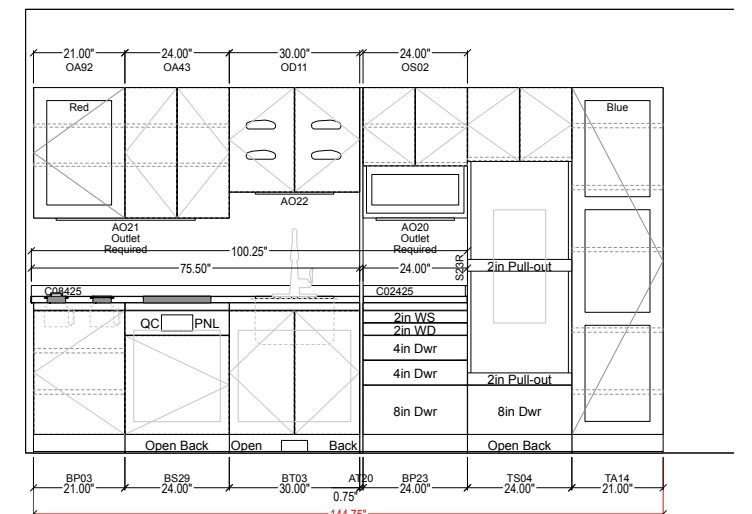 21.00" 24.00" 30.00" 24.00"
OA92 OA43 OD11 OS02
Red Blue
AO22
AO21 AO20
Outlet Outlet
Required Required
100.25"
75.50" 24.00"
S23R
2in Pull-out
C08425 C02425
QC PNL
2in WS
2in WD
4in Dwr
4in Dwr
2in Pull-out
8in Dwr 8in Dwr
Open Back Open Back Open Back
BP03 BS29 BT03 AT20 BP23 TS04 TA14
21.00" 24.00" 30.00" 24.00" 24.00" 21.00"
0.75"
144.75"